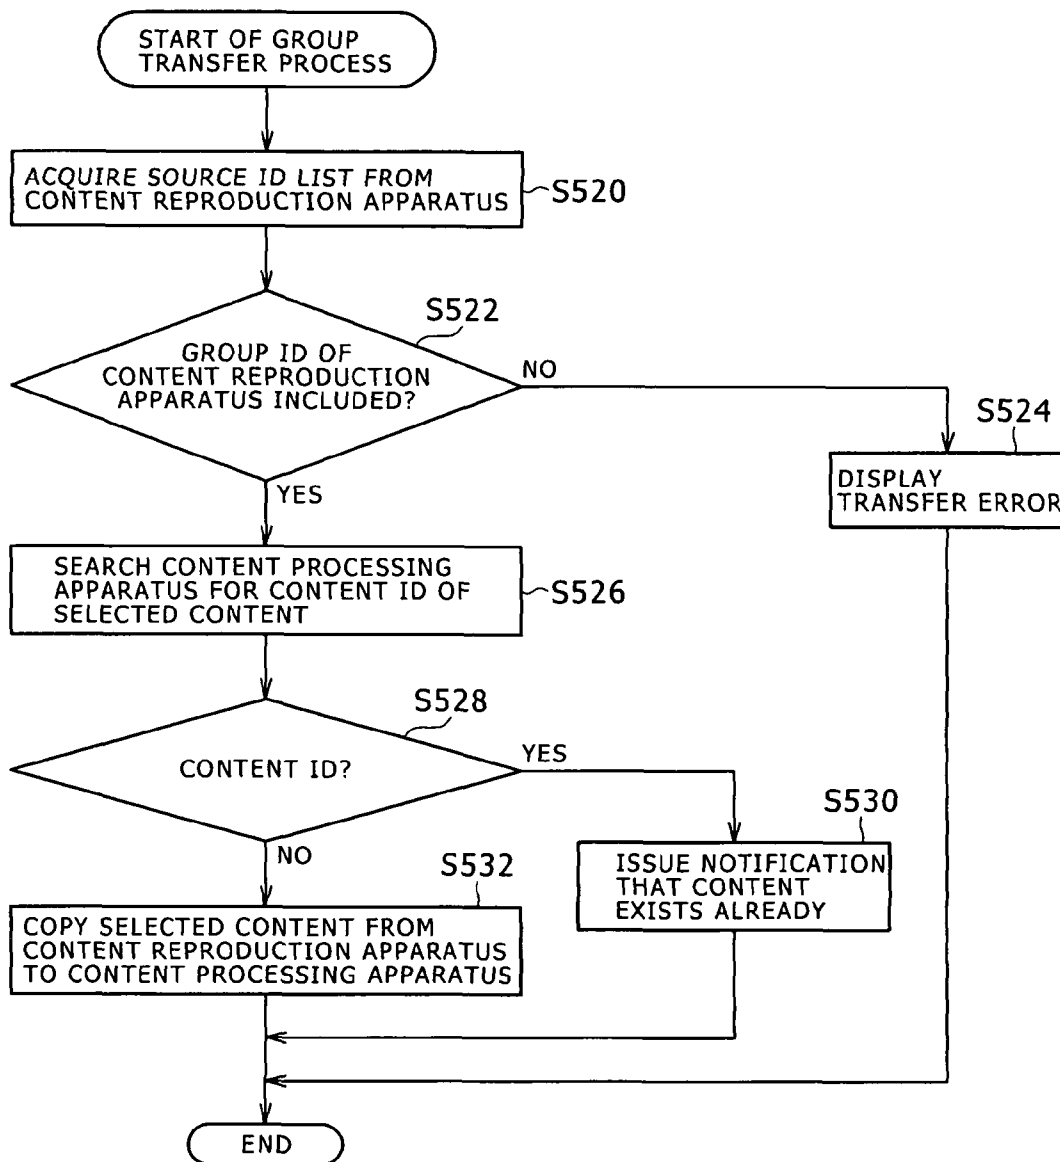 START OF GROUP
TRANSFER PROCESS
ACQUIRE SOURCE ID LIST FROM
CONTENT REPRODUCTION APPARATUS
S520
S522
GROUP ID OF
CONTENT REPRODUCTION
APPARATUS INCLUDED?
NO
S524
DISPLAY
TRANSFER ERROR
YES
SEARCH CONTENT PROCESSING
APPARATUS FOR CONTENT ID OF
SELECTED CONTENT
S526
S528
CONTENT ID?
YES
S530
ISSUE NOTIFICATION
THAT CONTENT
EXISTS ALREADY
NO
S532
COPY SELECTED CONTENT FROM
CONTENT REPRODUCTION APPARATUS
TO CONTENT PROCESSING APPARATUS
END